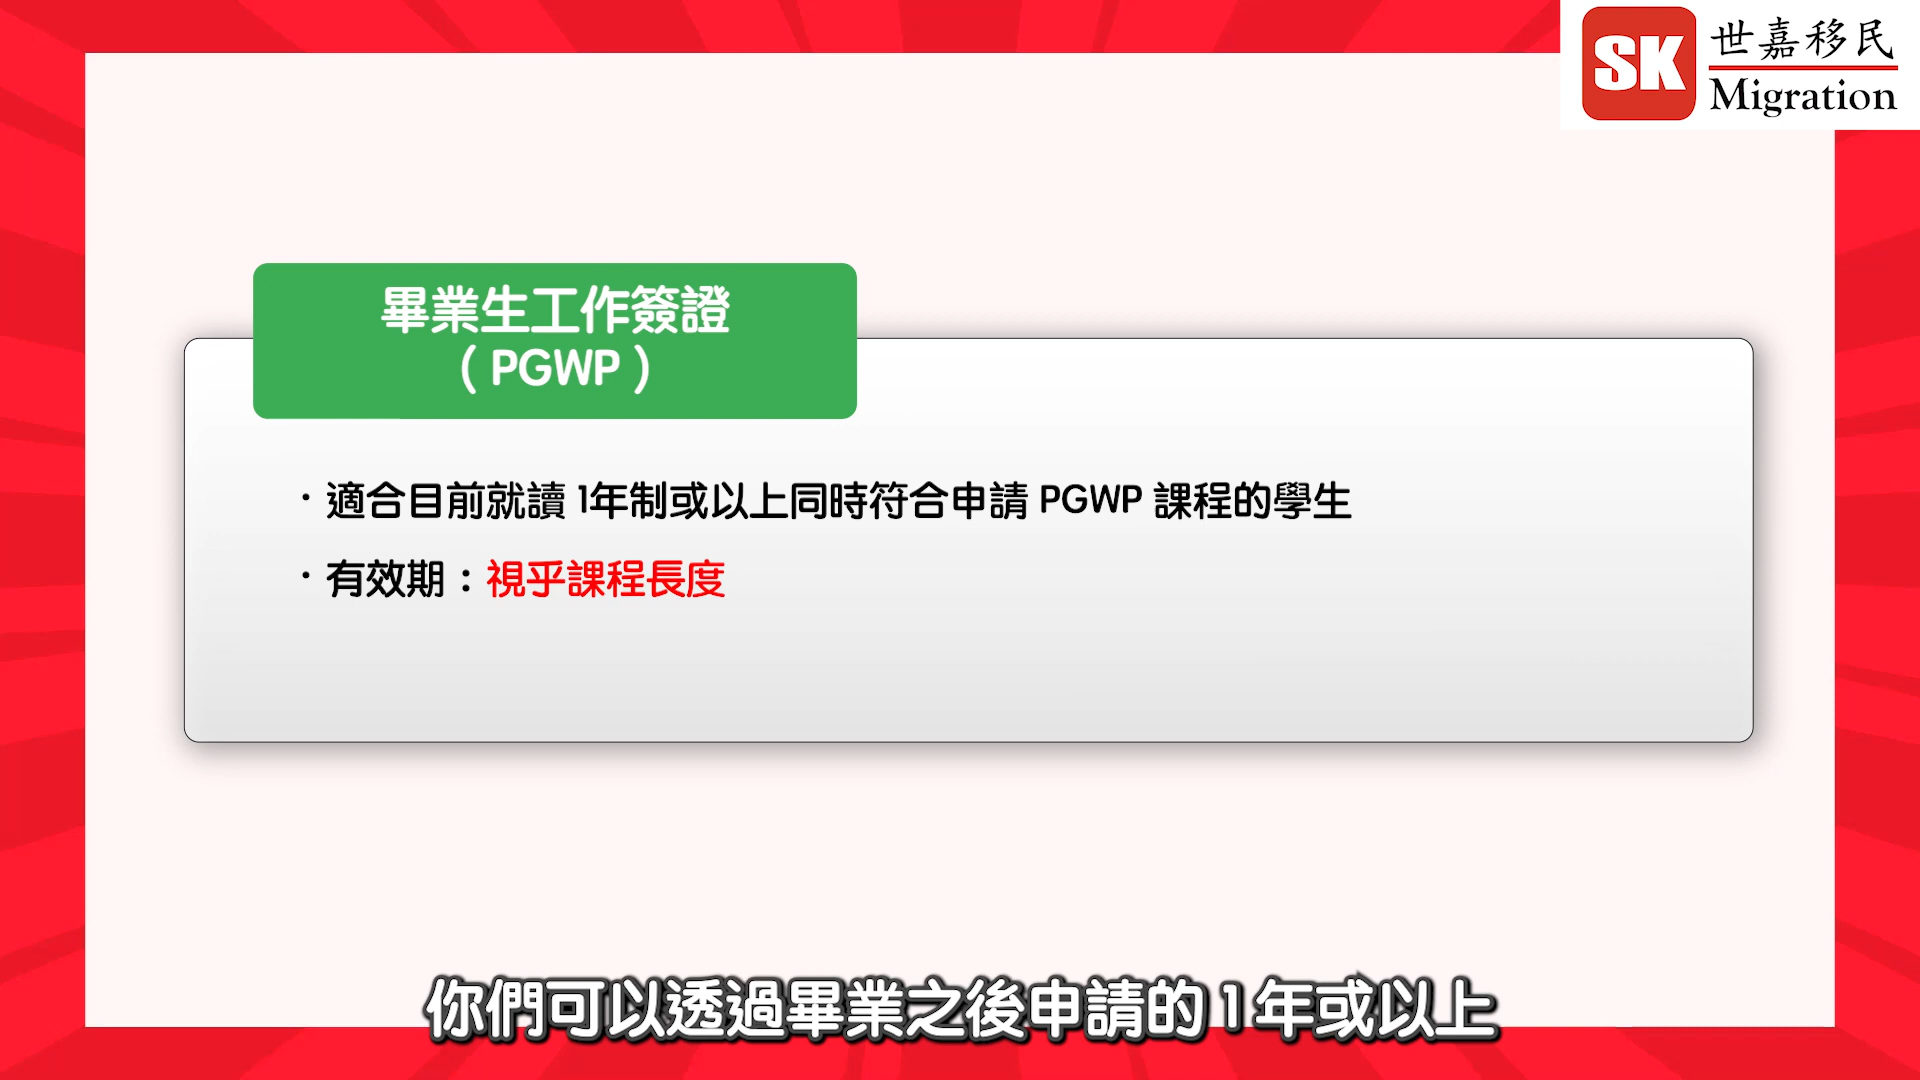 SK
世嘉移民
Migration
畢業生工作簽證
（PGWP）
·適合目前就讀 1年制或以上同時符合申請 PGWP 課程的學生
·有效期：視乎課程長度
你們可以透過畢業之後申請的1年或以上